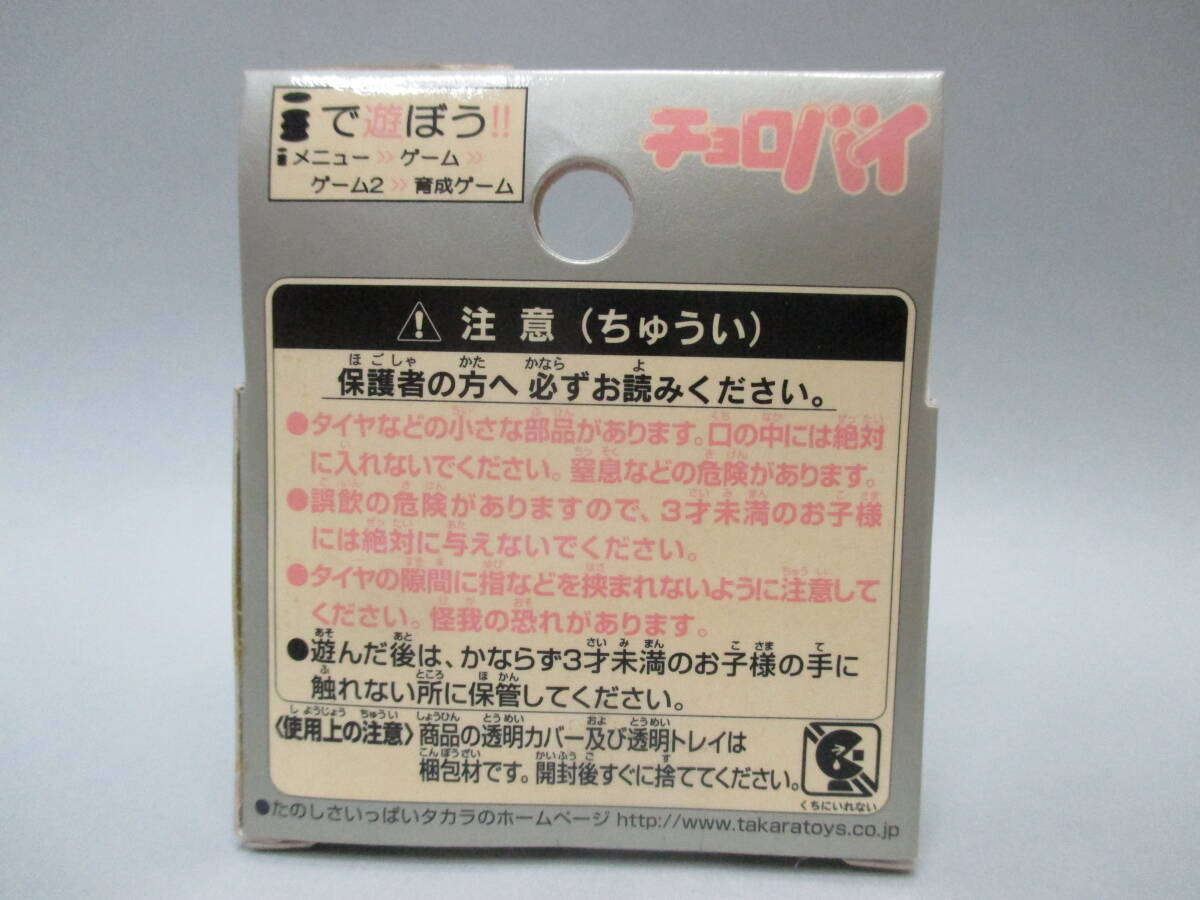 で遊ぼう!!
メニュー≫ゲーム≫
ゲーム2≫育成ゲーム
チョロバイ
注意(ちゅうい)
保護者の方へ 必ずお読みください。
●タイヤなどの小さな部品があります。口の中には絶対
に入れないでください。窒息などの危険があります。
●誤飲の危険がありますので、3才未満のお子様
には絶対に与えないでください。
●タイヤの隙間に指などを挟まれないように注意して
ください。怪我の恐れがあります。
●遊んだ後は、かならず3才未満のお子様の手に
触れない所に保管してください。
〈使用上の注意〉商品の透明カバー及び透明トレイは
梱包材です。開封後すぐに捨ててください。
くちにいれない
●たのしさいっぱいタカラのホームページ http://www.takaratoys.co.jp